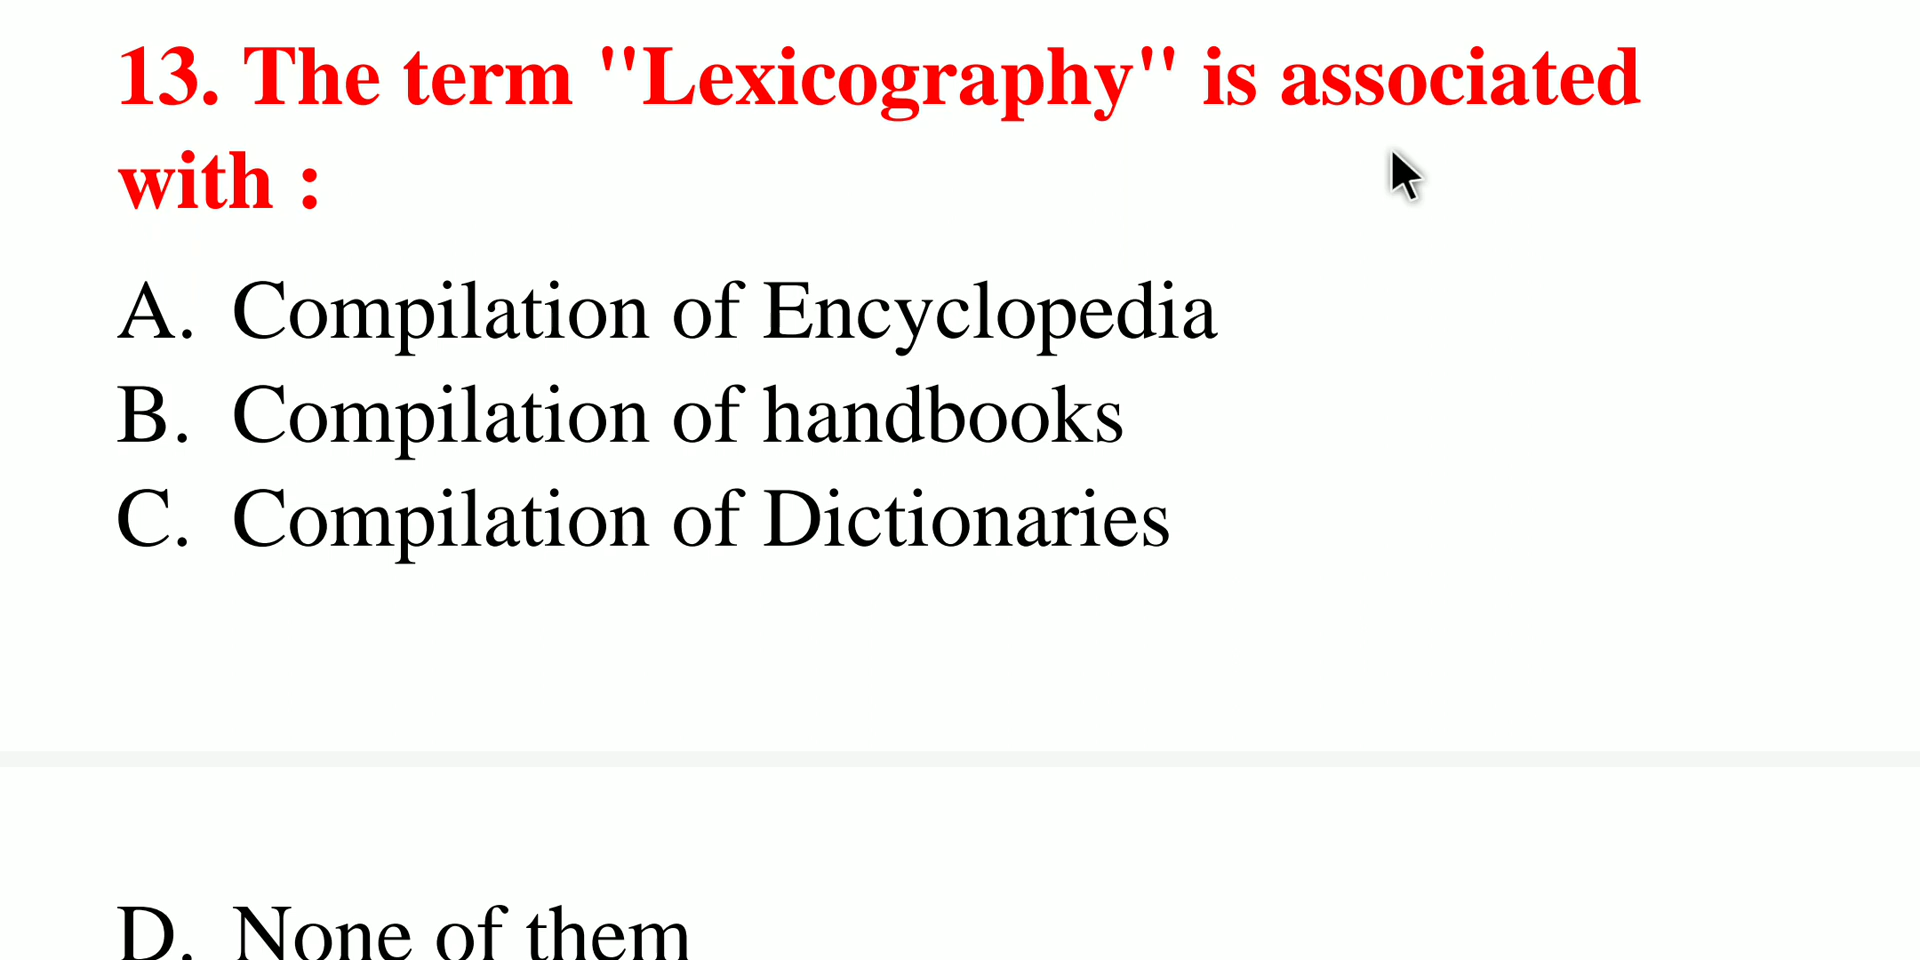 13. The term "Lexicography" is associated
with :
A. Compilation of Encyclopedia
B. Compilation of handbooks
C. Compilation of Dictionaries
D. None of them